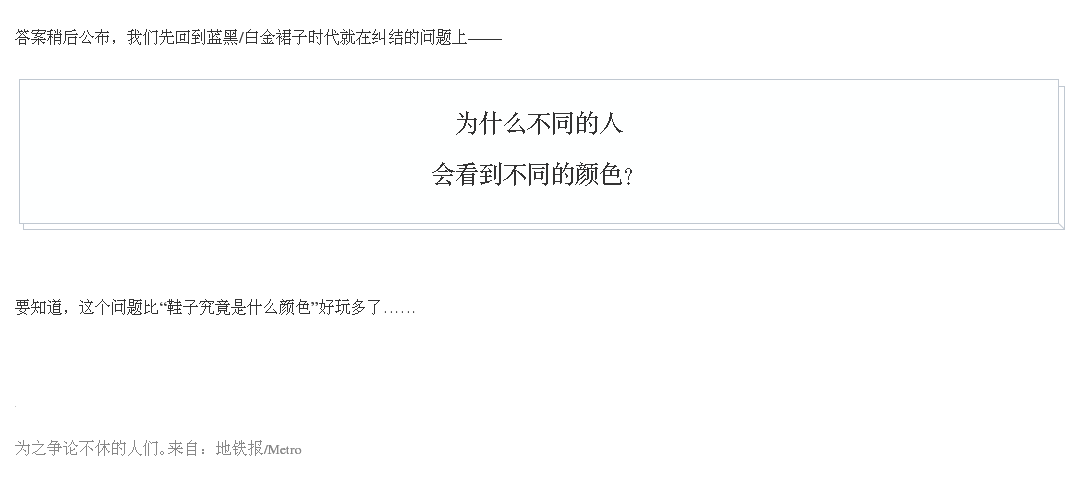 答案稍后公布，我们先回到蓝黑/白金裙子时代就在纠结的问题上——
为什么不同的人
会看到不同的颜色?
要知道，这个问题比“鞋子究竟是什么颜色”好玩多了……
为之争论不休的人们。来自：地铁报/Metro